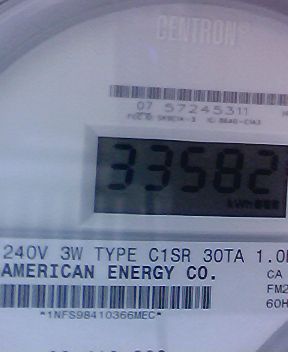 CENTRON
07 57245311
33582
kWh
240V 3W TYPE C1SR 30TA 1.0
AMERICAN ENERGY CO.
CA
FM2
60H
*1NFS98410366MEC*